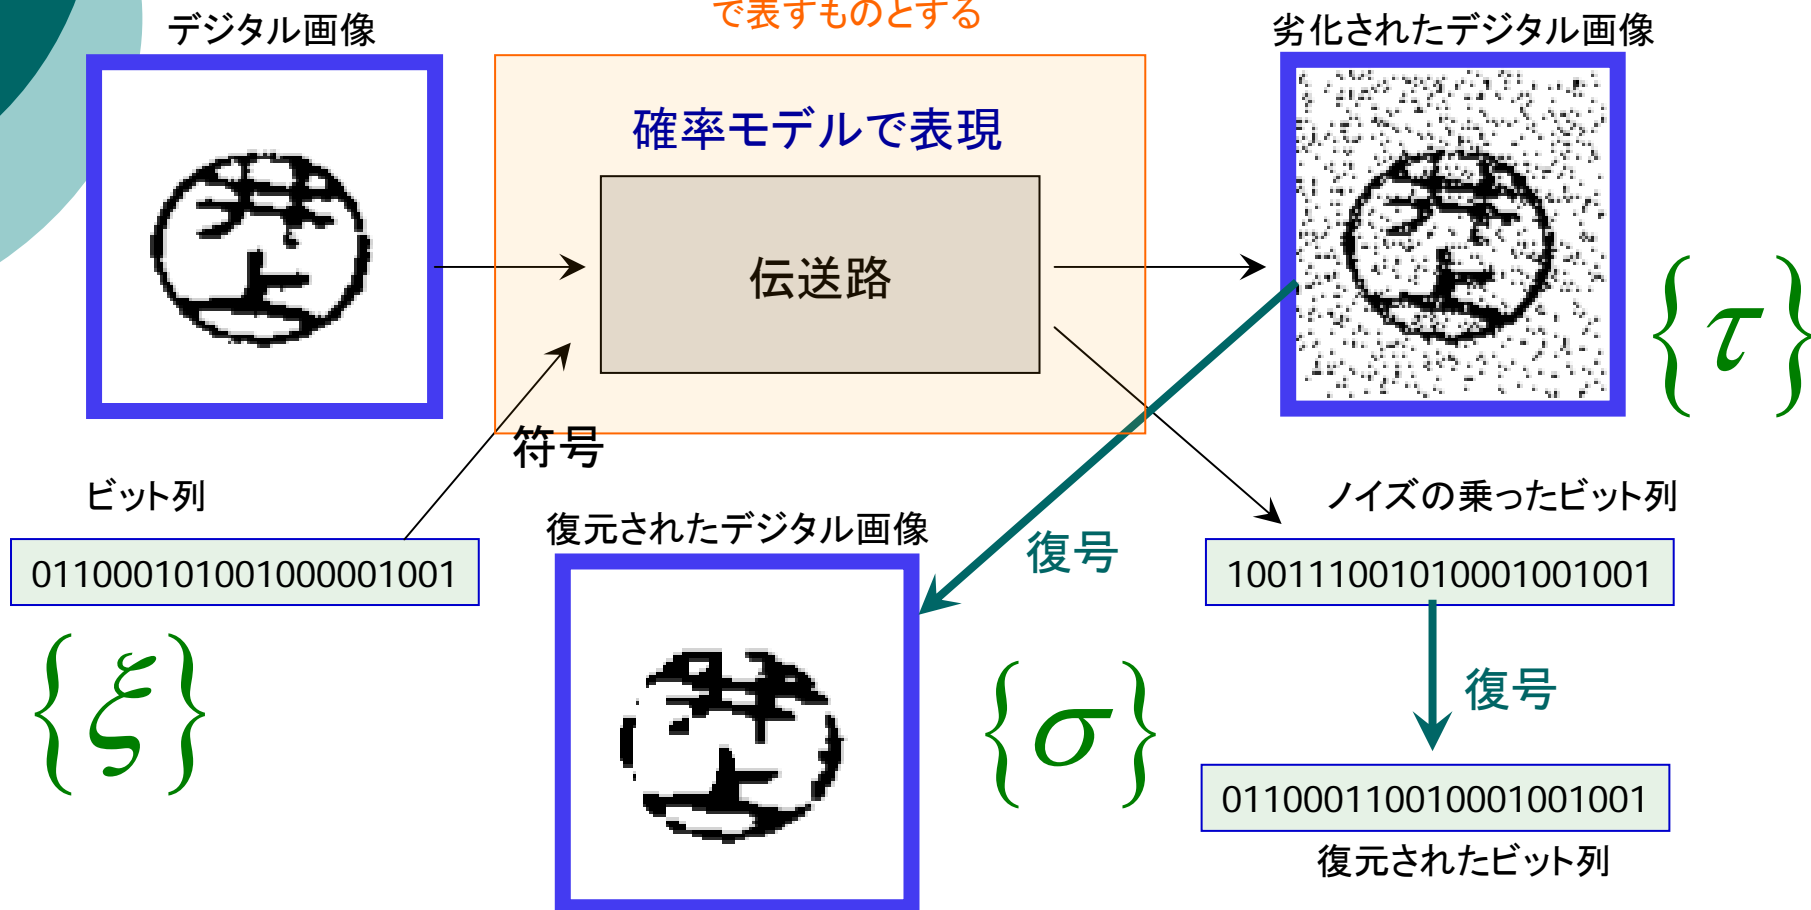 で表すものとする
デジタル画像
劣化されたデジタル画像
確率モデルで表現
伝送路
{τ}
符号
ビット列
ノイズの乗ったビット列
復元されたデジタル画像
復号
011000101001000001001
100111001010001001001
{ξ}
{σ}
復号
011000110010001001001
復元されたビット列